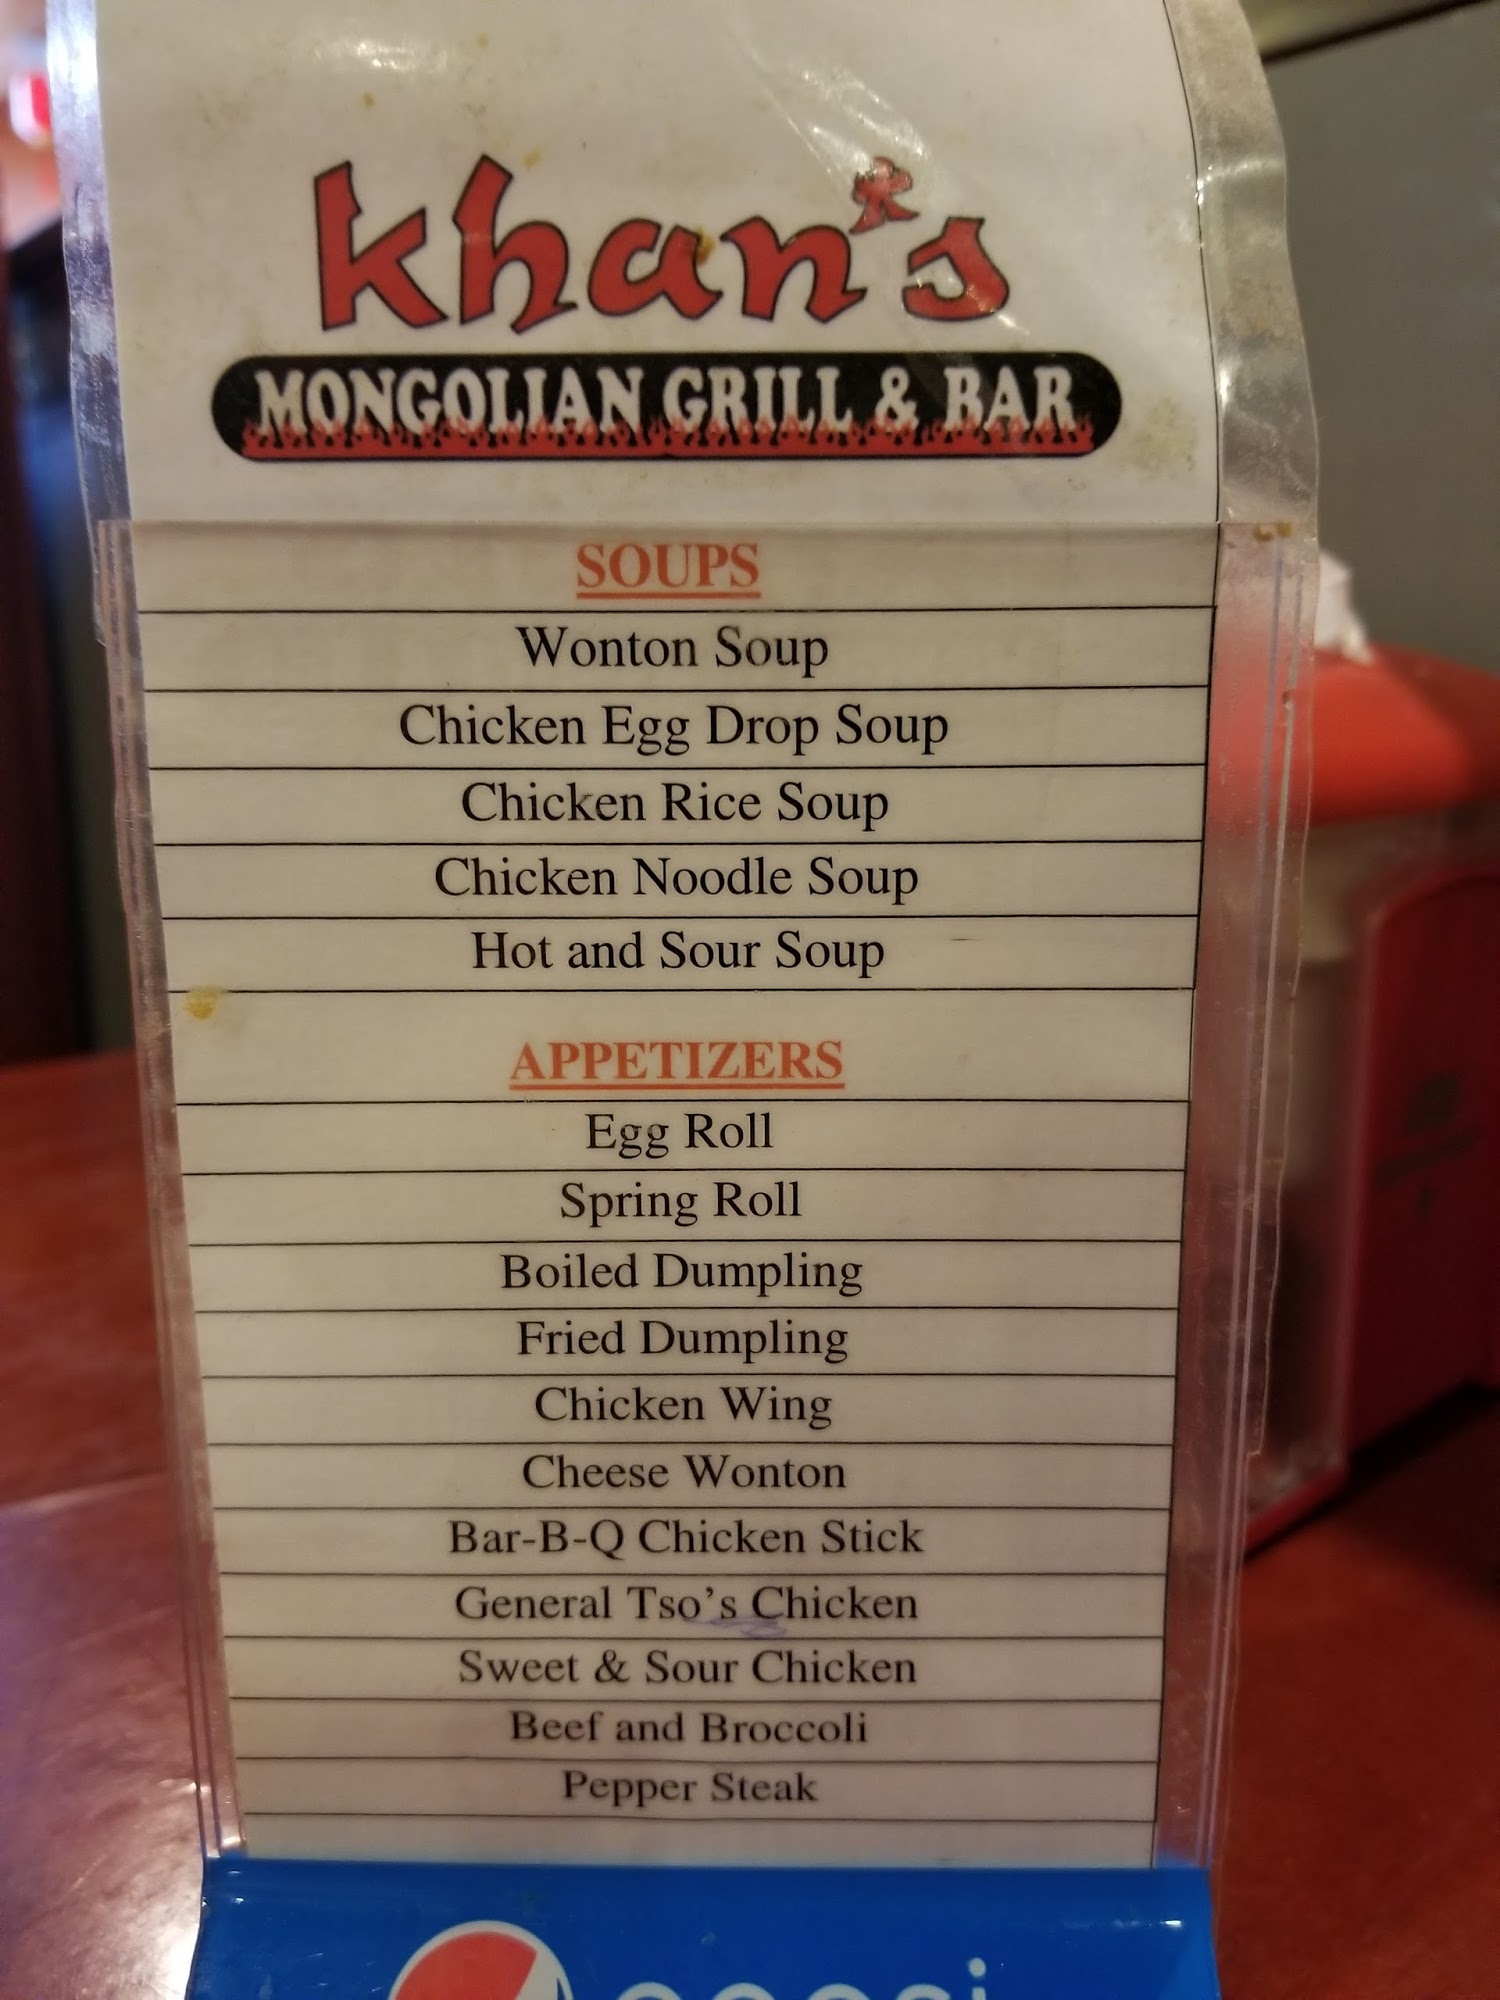 khan's
MONGOLIAN GRILL & BAR
SOUPS
Wonton Soup
Chicken Egg Drop Soup
Chicken Rice Soup
Chicken Noodle Soup
Hot and Sour Soup
APPETIZERS
Egg Roll
Spring Roll
Boiled Dumpling
Fried Dumpling
Chicken Wing
Cheese Wonton
Bar-B-Q Chicken Stick
General Tso’s Chicken
Sweet & Sour Chicken
Beef and Broccoli
Pepper Steak
pepsi